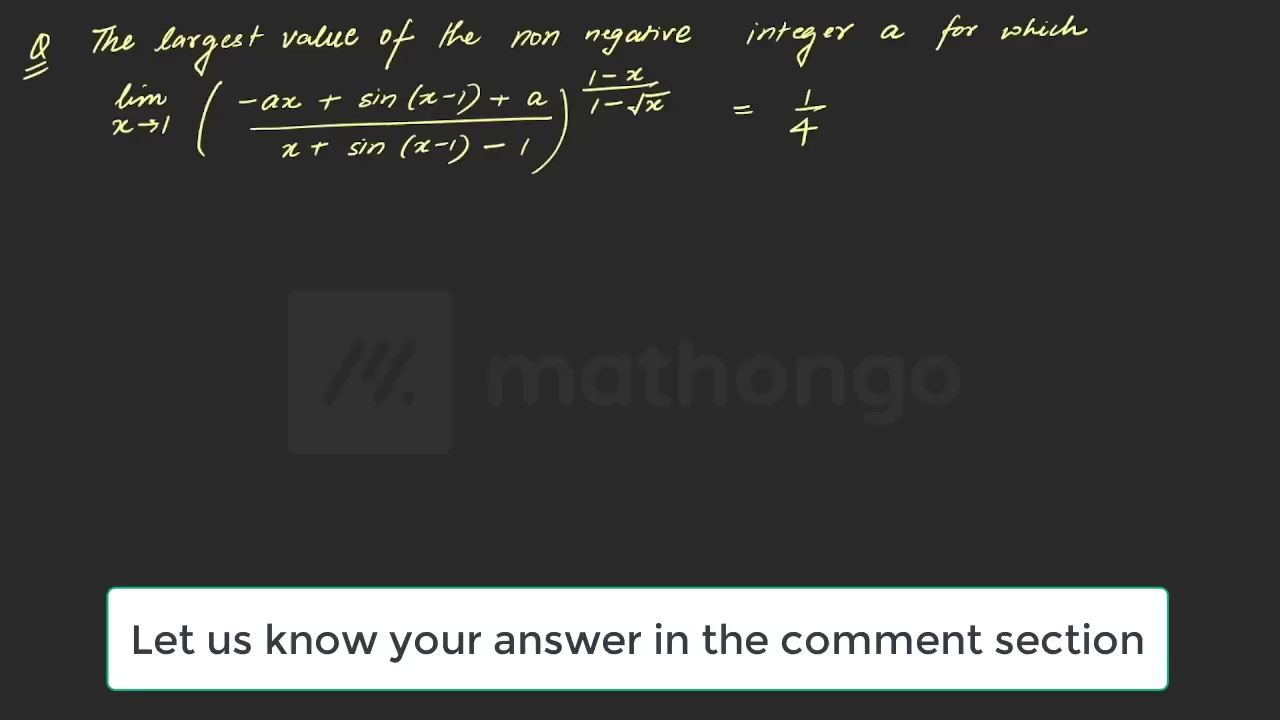 Q The largest value of the non negative integer a for which
lim x→1 ( (-ax + sin (x-1) + a) / (x + sin (x-1) - 1) )^((1-x)/(1-√x)) = 1/4
mathongo
Let us know your answer in the comment section